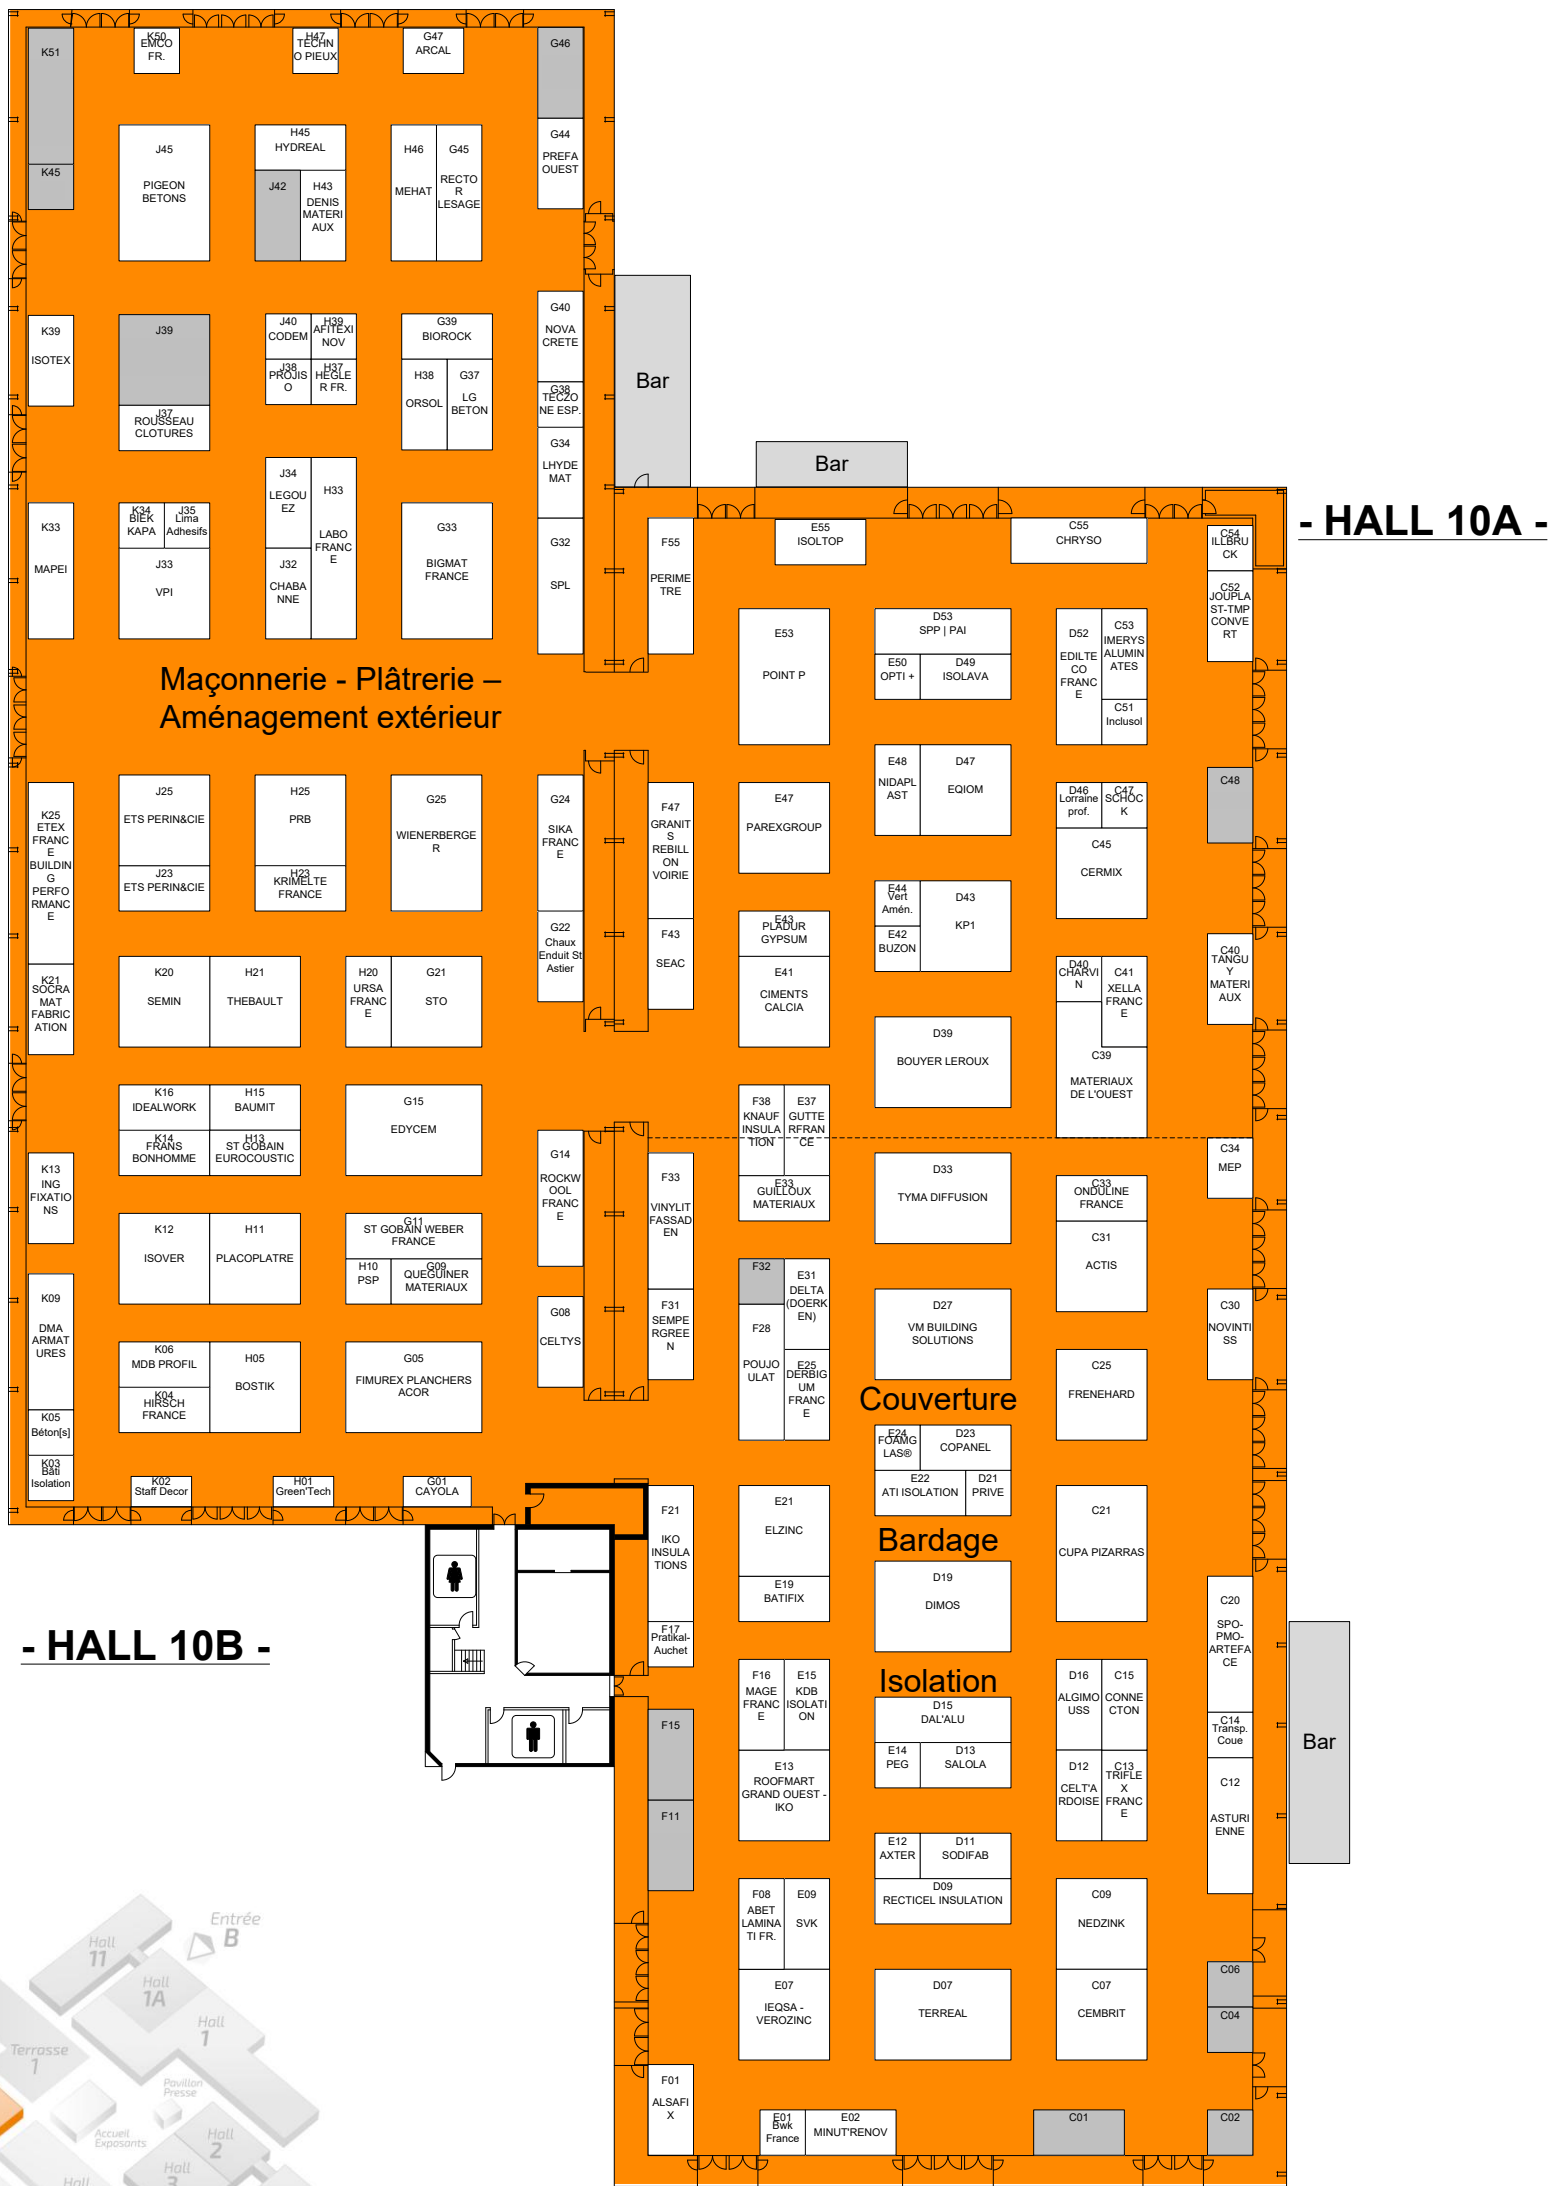 K51
K50
EMCO
FR.
H47
TECHN
O PIEUX
G47
ARCAL
G46
K45
J45
PIGEON
BETONS
H45
HYDREAL
J42
H43
DENIS
MATERI
AUX
H46
MEHAT
G45
RECTO
R
LESAGE
G44
PREFA
OUEST
K39
ISOTEX
J39
J37
ROUSSEAU
CLOTURES
J40
CODEM
H39
AFITEXI
NOV
J38
PROJIS
O
H37
HEGLE
R FR.
G39
BIOROCK
H38
ORSOL
G37
LG
BETON
G40
NOVA
CRETE
G38
TECZO
NE ESP.
G34
LHYDE
MAT
G32
SPL
Bar
Bar
K33
MAPEI
K34
BIEK
KAPA
J35
Lima
Adhesifs
J33
VPI
J34
LEGOU
EZ
H33
LABO
FRANC
E
J32
CHABA
NNE
G33
BIGMAT
FRANCE
- HALL 10A -
F55
PERIME
TRE
E55
ISOLTOP
C55
CHRYSO
C54
ILLBRU
CK
C52
JOUPLA
ST-TMP
CONVE
RT
E53
POINT P
D53
SPP | PAI
E50
OPTI +
D49
ISOLAVA
D52
EDILTE
CO
FRANC
E
C53
IMERYS
ALUMIN
ATES
C51
Inclusol
Maçonnerie - Plâtrerie –
Aménagement extérieur
K25
ETEX
FRANC
E
BUILDIN
G
PERFO
RMANC
E
J25
ETS PERIN&CIE
J23
ETS PERIN&CIE
H25
PRB
H23
KRIMELTE
FRANCE
G25
WIENERBERGE
R
G24
SIKA
FRANC
E
G22
Chaux
Enduit St
Astier
F47
GRANIT
S
REBILL
ON
VOIRIE
F43
SEAC
E47
PAREXGROUP
E48
NIDAPL
AST
D47
EQIOM
D46
Lorraine
prof.
C47
SCHOC
K
C45
CERMIX
C48
E44
Vert
Amén.
E42
BUZON
D43
KP1
E43
PLADUR
GYPSUM
E41
CIMENTS
CALCIA
K21
SOCRA
MAT
FABRIC
ATION
K20
SEMIN
H21
THEBAULT
H20
URSA
FRANC
E
G21
STO
D40
CHARVI
N
C41
XELLA
FRANC
E
C39
MATERIAUX
DE L'OUEST
C40
TANGU
Y
MATERI
AUX
D39
BOUYER LEROUX
K16
IDEALWORK
H15
BAUMIT
K14
FRANS
BONHOMME
H13
ST GOBAIN
EUROCOUSTIC
G15
EDYCEM
G14
ROCKW
OOL
FRANC
E
F38
KNAUF
INSULA
TION
E37
GUTTE
RFRAN
CE
E33
GUILLOUX
MATERIAUX
F33
VINYLIT
FASSAD
EN
D33
TYMA DIFFUSION
C33
ONDULINE
FRANCE
C31
ACTIS
C34
MEP
K13
ING
FIXATIO
NS
K12
ISOVER
H11
PLACOPLATRE
G11
ST GOBAIN WEBER
FRANCE
H10
PSP
G09
QUEGUINER
MATERIAUX
K09
DMA
ARMAT
URES
G08
CELTYS
F31
SEMPE
RGREE
N
F32
E31
DELTA
(DOERK
EN)
F28
POUJO
ULAT
E25
DERBIG
UM
FRANC
E
D27
VM BUILDING
SOLUTIONS
C30
NOVINTI
SS
C25
FRENEHARD
K06
MDB PROFIL
K04
HIRSCH
FRANCE
H05
BOSTIK
G05
FIMUREX PLANCHERS
ACOR
K05
Béton[s]
K03
Bâti
Isolation
K02
Staff Decor
H01
Green'Tech
G01
CAYOLA
Couverture
E24
FOAMG
LAS®
D23
COPANEL
E22
ATI ISOLATION
D21
PRIVE
F21
IKO
INSULA
TIONS
E21
ELZINC
E19
BATIFIX
C21
CUPA PIZARRAS
Bardage
D19
DIMOS
F17
Pratikal-
Auchet
C20
SPO-
PMO-
ARTEFA
CE
C14
Transp.
Coue
C12
ASTURI
ENNE
Bar
- HALL 10B -
Isolation
F16
MAGE
FRANC
E
E15
KDB
ISOLATI
ON
E13
ROOFMART
GRAND OUEST -
IKO
D15
DAL'ALU
E14
PEG
D13
SALOLA
D16
ALGIMO
USS
C15
CONNE
CTON
D12
CELT'A
RDOISE
C13
TRIFLE
X
FRANC
E
F15
F11
E12
AXTER
D11
SODIFAB
D09
RECTICEL INSULATION
F08
ABET
LAMINA
TI FR.
E09
SVK
E07
IEQSA -
VEROZINC
D07
TERREAL
C09
NEDZINK
C07
CEMBRIT
C06
C04
F01
ALSAFI
X
E01
Bwk
France
E02
MINUT'RENOV
C01
C02
Entrée
B
Hall
11
Hall
1A
Hall
1
Terrasse
1
Pavillon
Presse
Accueil
Exposants
Hall
2
Hall
3
Hall